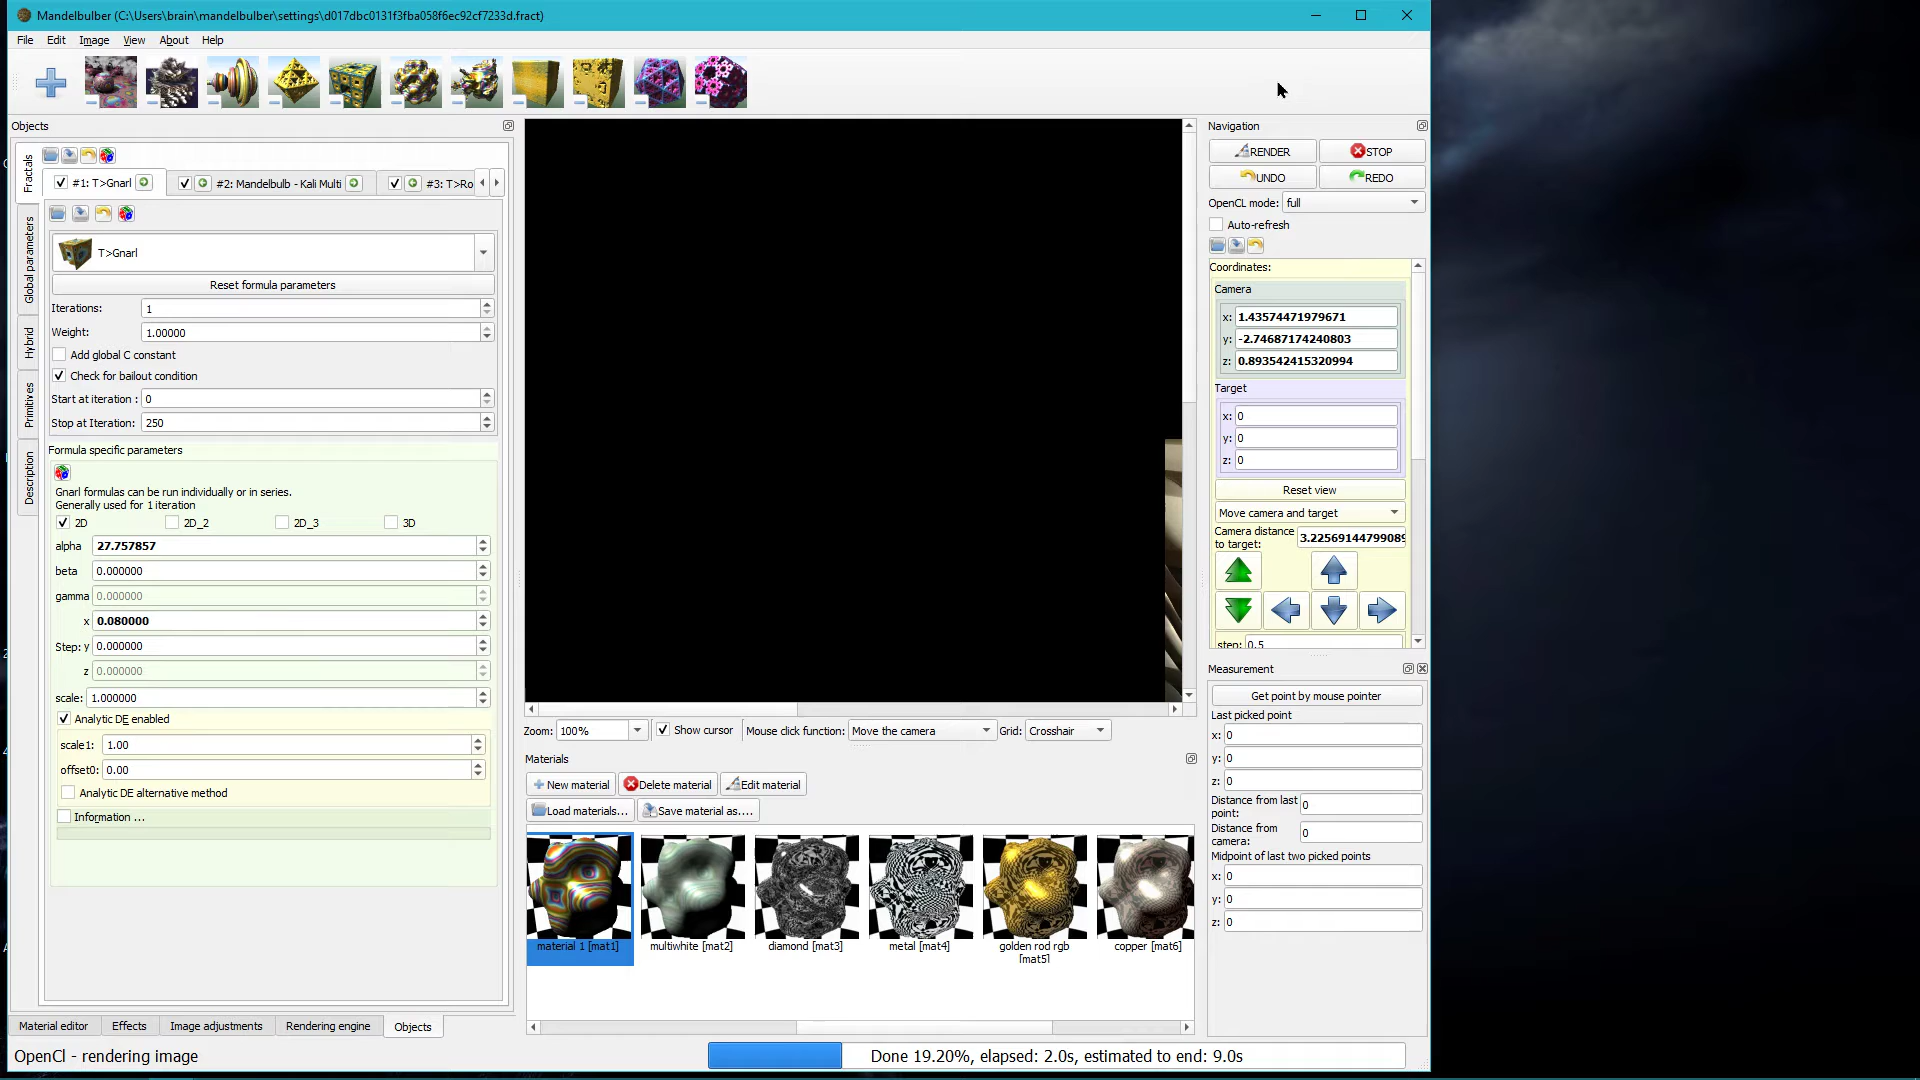 Mandelbulber (C:\Users\brain\mandelbulber\settings\d017dbc0131f3fba058f6ec92cf7233d.fract)
File Edit Image View About Help
Objects
Fractals
Global parameters
Hybrid
Primitives
Description
#1: T>Gnarl
#2: Mandelbulb - Kali Multi
#3: T>Ro
T>Gnarl
Reset formula parameters
Iterations: 1
Weight: 1.00000
Add global C constant
Check for bailout condition
Start at iteration : 0
Stop at Iteration: 250
Formula specific parameters
Gnarl formulas can be run individually or in series.
Generally used for 1 iteration
2D 2D_2 2D_3 3D
alpha 27.757857
beta 0.000000
gamma 0.000000
x 0.080000
Step: y 0.000000
z 0.000000
scale: 1.000000
Analytic DE enabled
scale1: 1.00
offset0: 0.00
Analytic DE alternative method
Information ...
Material editor Effects Image adjustments Rendering engine Objects
Zoom: 100% Show cursor Mouse click function: Move the camera Grid: Crosshair
Materials
New material Delete material Edit material
Load materials... Save material as....
material 1 [mat1]
multiwhite [mat2]
diamond [mat3]
metal [mat4]
golden rod rgb
[mat5]
copper [mat6]
Navigation
RENDER STOP
UNDO REDO
OpenCL mode: full
Auto-refresh
Coordinates:
Camera
x: 1.43574471979671
y: -2.74687174240803
z: 0.893542415320994
Target
x: 0
y: 0
z: 0
Reset view
Move camera and target
Camera distance
to target:
3.22569144799089
step: 0.5
Measurement
Get point by mouse pointer
Last picked point
x: 0
y: 0
z: 0
Distance from last
point:
0
Distance from
camera:
0
Midpoint of last two picked points
x: 0
y: 0
z: 0
OpenCl - rendering image
Done 19.20%, elapsed: 2.0s, estimated to end: 9.0s